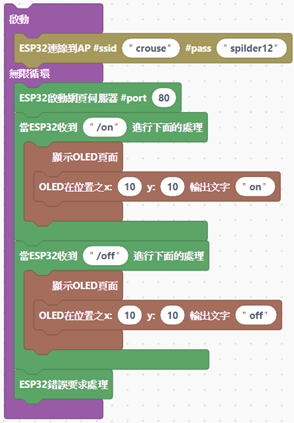 啟動
ESP32連線到AP #ssid " crouse " #pass " spilder12 "
無限循環
ESP32啟動網頁伺服器 #port 80
當ESP32收到 " /on " 進行下面的處理
顯示OLED頁面
OLED在位置之x: 10 y: 10 輸出文字 " on "
當ESP32收到 " /off " 進行下面的處理
顯示OLED頁面
OLED在位置之x: 10 y: 10 輸出文字 " off "
ESP32錯誤要求處理